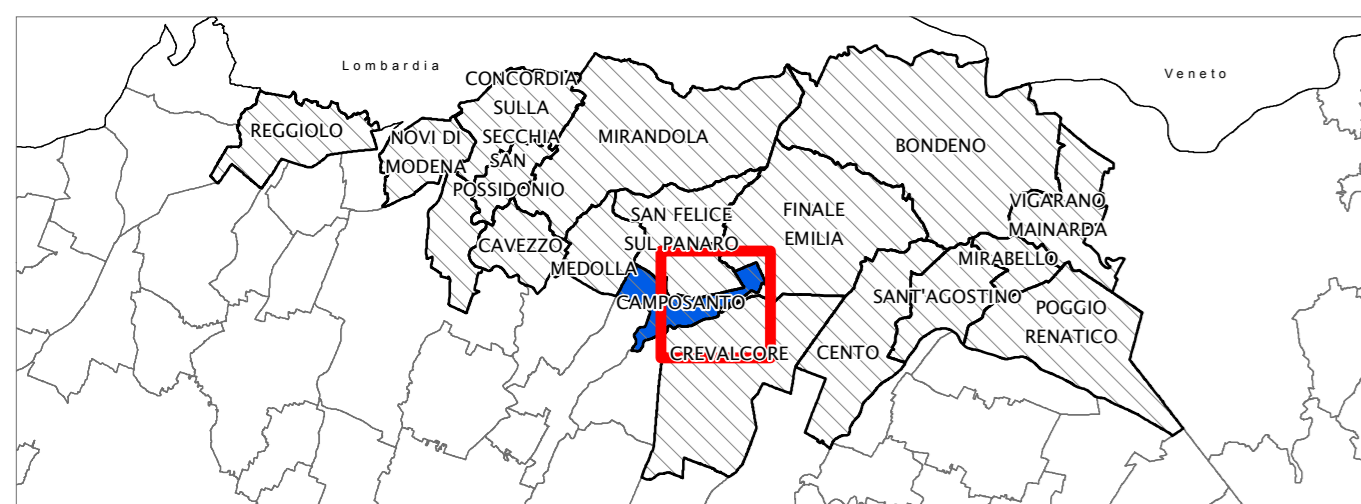 Lombardia
Veneto
CONCORDIA
SULLA
SECCHIA
REGGIOLO
NOVI DI
MODENA
MIRANDOLA
BONDENO
SAN
POSSIDONIO
VIGARANO
MAINARDA
SAN FELICE
SUL PANARO
FINALE
EMILIA
CAVEZZO
MEDOLLA
MIRABELLO
CAMPOSANTO
SANT'AGOSTINO
POGGIO
RENATICO
CREVALCORE
CENTO